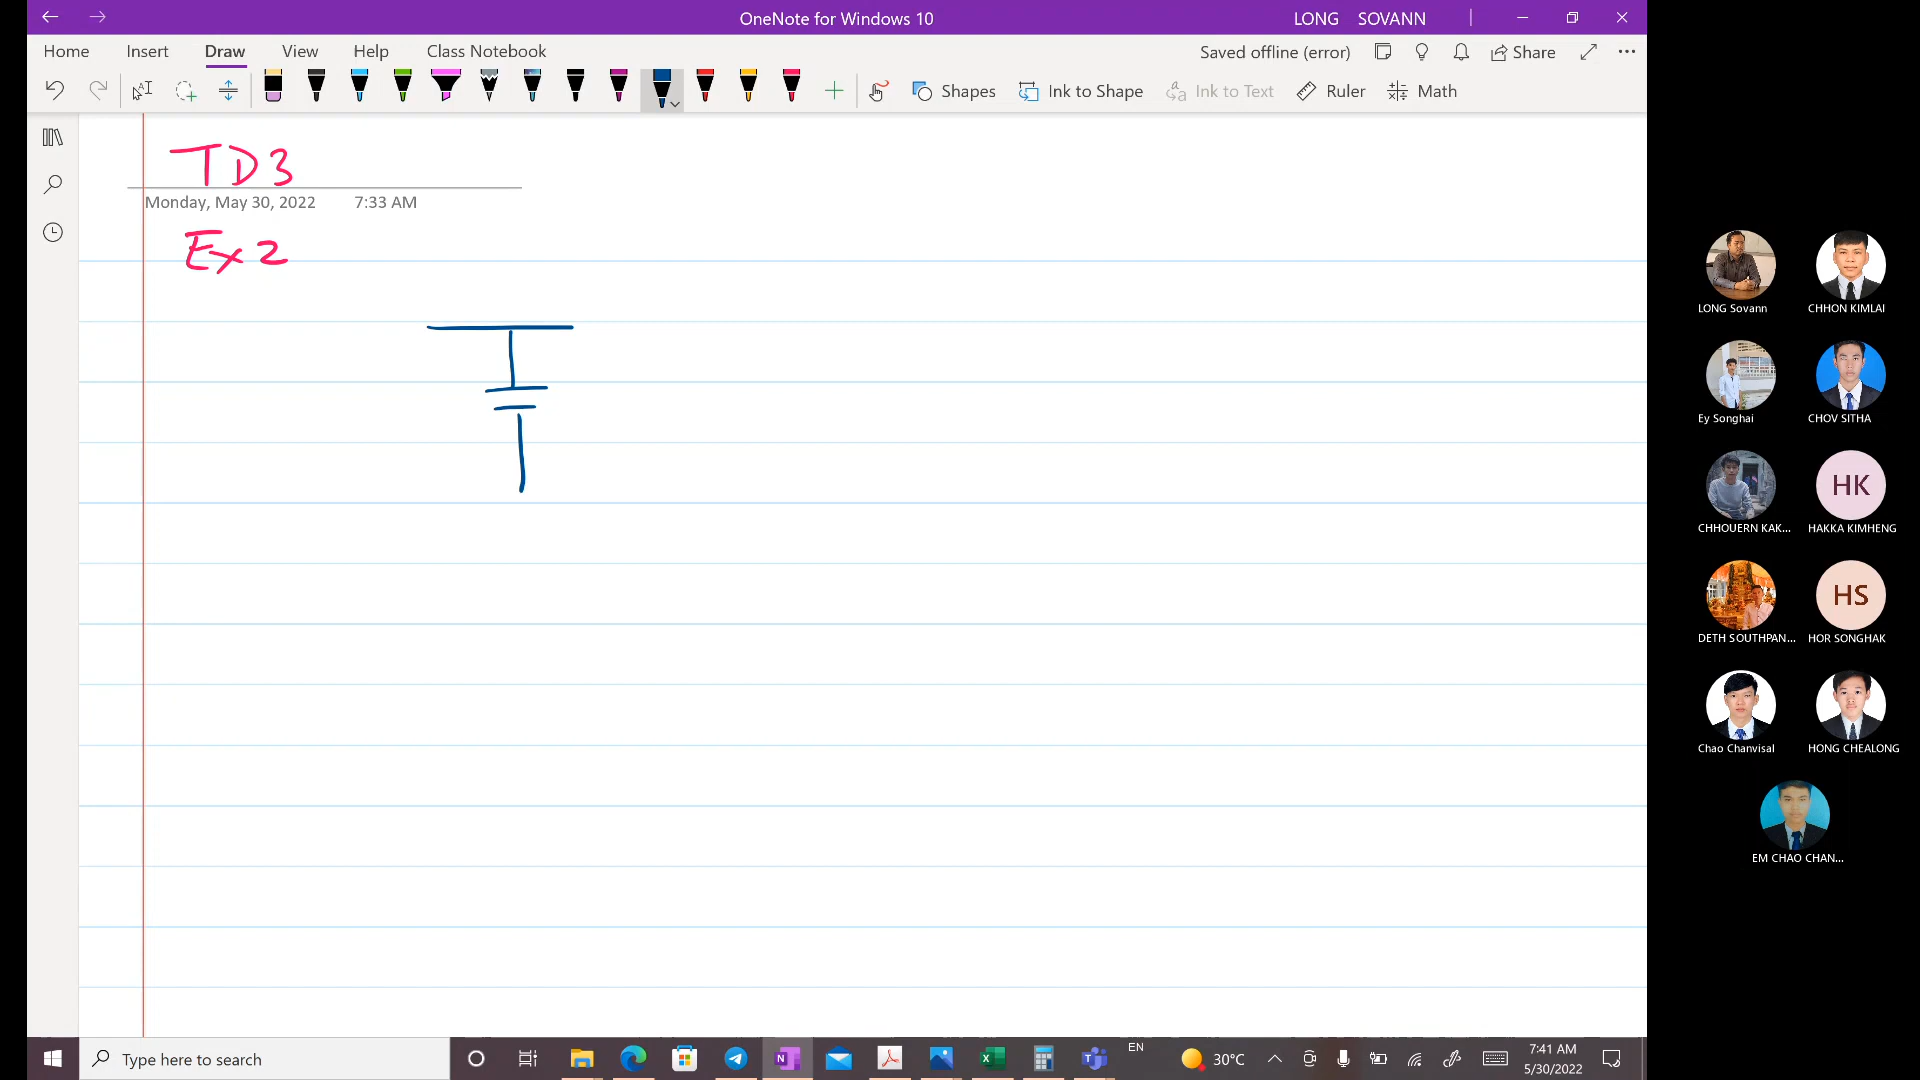 OneNote for Windows 10
LONG SOVANN
Home Insert Draw View Help Class Notebook
Saved offline (error) Share
Shapes Ink to Shape Ink to Text Ruler Math
TD3
Monday, May 30, 2022 7:33 AM
Ex 2
LONG Sovann CHHON KIMLAI
Ey Songhai CHOV SITHA
HK
CHHOUERN KAK... HAKKA KIMHENG
HS
DETH SOUTHPAN... HOR SONGHAK
Chao Chanvisal HONG CHEALONG
EM CHAO CHAN...
Type here to search
EN
30°C
7:41 AM
5/30/2022